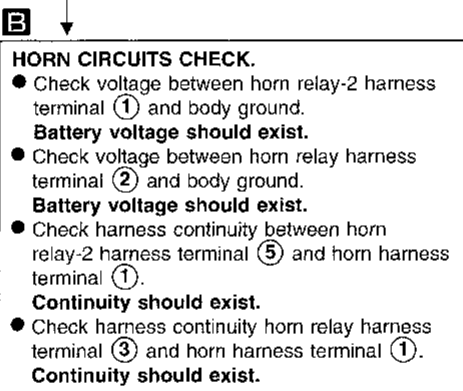 B
HORN CIRCUITS CHECK.
● Check voltage between horn relay-2 harness
terminal ① and body ground.
Battery voltage should exist.
● Check voltage between horn relay harness
terminal ② and body ground.
Battery voltage should exist.
● Check harness continuity between horn
relay-2 harness terminal ⑤ and horn harness
terminal ①.
Continuity should exist.
● Check harness continuity horn relay harness
terminal ③ and horn harness terminal ①.
Continuity should exist.